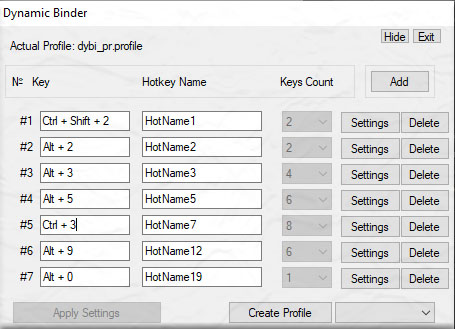 Dynamic Binder
Hide Exit
Actual Profile: dybi_pr.profile
№ Key Hotkey Name Keys Count Add
#1 Ctrl + Shift + 2 HotName1 2 Settings Delete
#2 Alt + 2 HotName2 2 Settings Delete
#3 Alt + 3 HotName3 4 Settings Delete
#4 Alt + 5 HotName5 6 Settings Delete
#5 Ctrl + 3 HotName7 8 Settings Delete
#6 Alt + 9 HotName12 6 Settings Delete
#7 Alt + 0 HotName19 1 Settings Delete
Apply Settings Create Profile